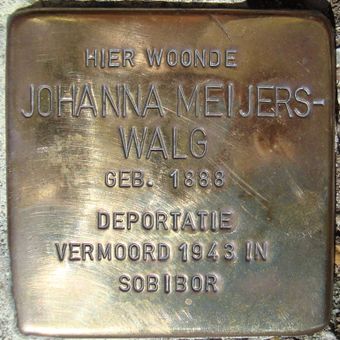 HIER WOONDE
JOHANNA MEIJERS-
WALG
GEB. 1888
DEPORTATIE
VERMOORD 1943 IN
SOBIBOR